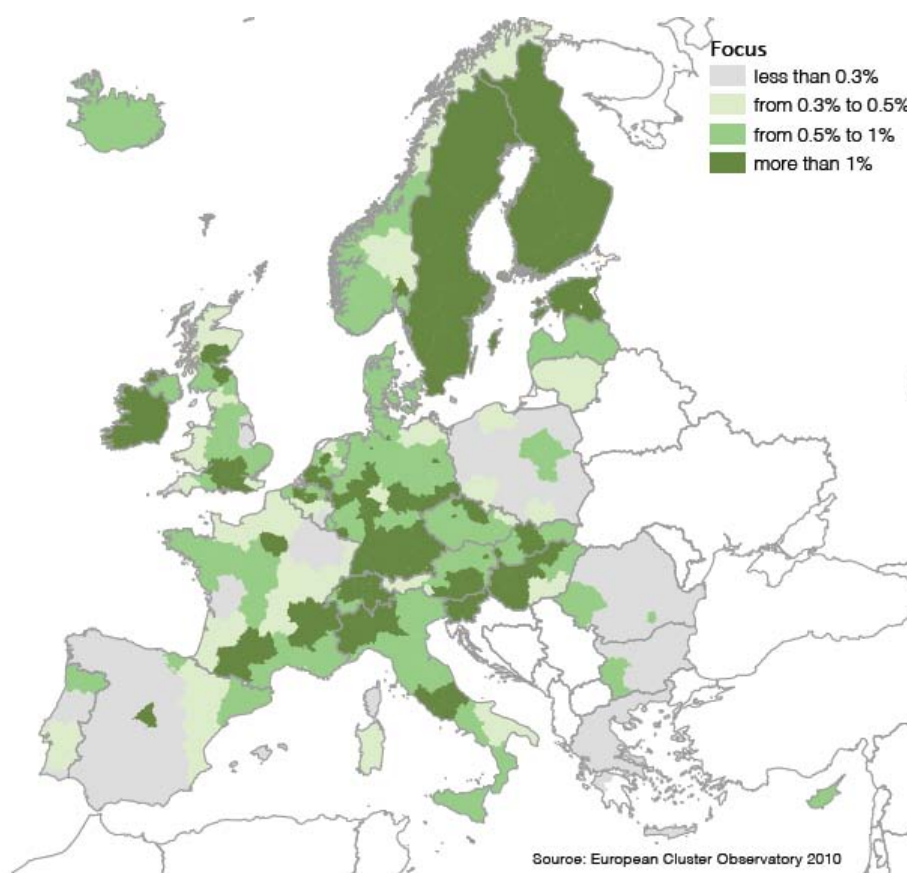 Focus
less than 0.3%
from 0.3% to 0.5%
from 0.5% to 1%
more than 1%
Source: European Cluster Observatory 2010